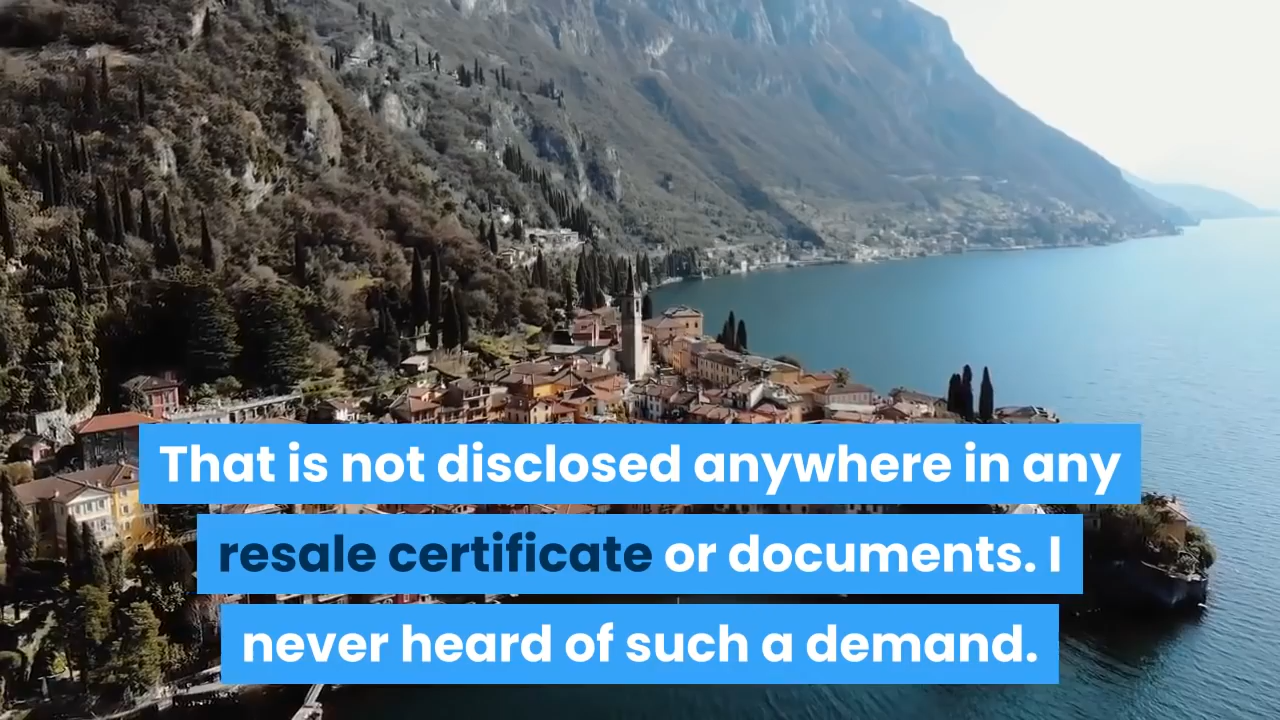 That is not disclosed anywhere in any
resale certificate or documents. I
never heard of such a demand.